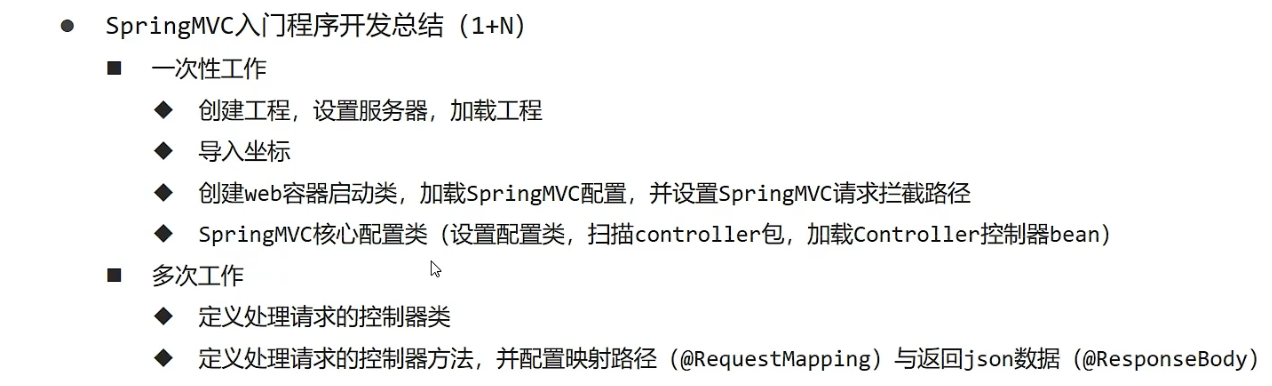 SpringMVC入门程序开发总结（1+N）
一次性工作
创建工程，设置服务器，加载工程
导入坐标
创建web容器启动类，加载SpringMVC配置，并设置SpringMVC请求拦截路径
SpringMVC核心配置类（设置配置类，扫描controller包，加载Controller控制器bean）
多次工作
定义处理请求的控制器类
定义处理请求的控制器方法，并配置映射路径（@RequestMapping）与返回json数据（@ResponseBody）